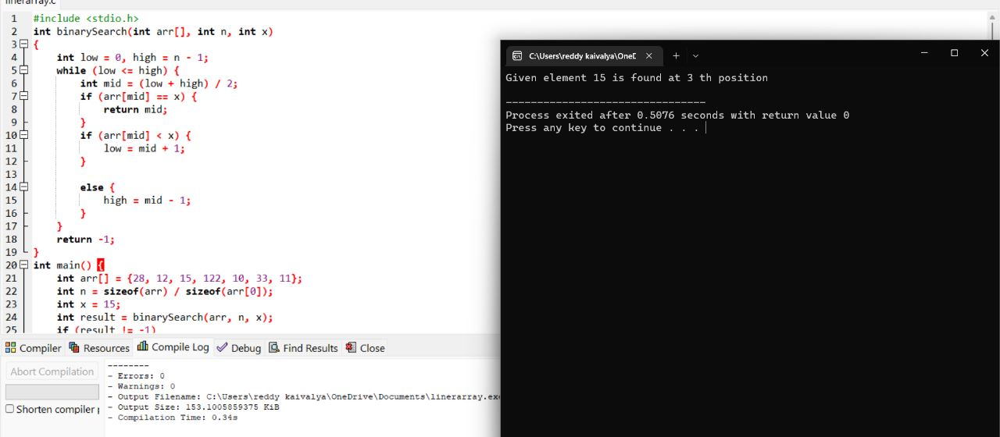 linerarray.c
1 #include <stdio.h>
2 int binarySearch(int arr[], int n, int x)
3 {
4 int low = 0, high = n - 1;
5 while (low <= high) {
6 int mid = (low + high) / 2;
7 if (arr[mid] == x) {
8 return mid;
9 }
10 if (arr[mid] < x) {
11 low = mid + 1;
12 }
13
14 else {
15 high = mid - 1;
16 }
17 }
18 return -1;
19 }
20 int main() {
21 int arr[] = {28, 12, 15, 122, 10, 33, 11};
22 int n = sizeof(arr) / sizeof(arr[0]);
23 int x = 15;
24 int result = binarySearch(arr, n, x);
25 if (result != -1)
Compiler Resources Compile Log Debug Find Results Close
Abort Compilation
Shorten compiler
--------
- Errors: 0
- Warnings: 0
- Output Filename: C:\Users\reddy kaivalya\OneDrive\Documents\linerarray.exe
- Output Size: 153.1005859375 KiB
- Compilation Time: 0.34s
C:\Users\reddy kaivalya\OneD
Given element 15 is found at 3 th position
--------------------------------
Process exited after 0.5076 seconds with return value 0
Press any key to continue . . .